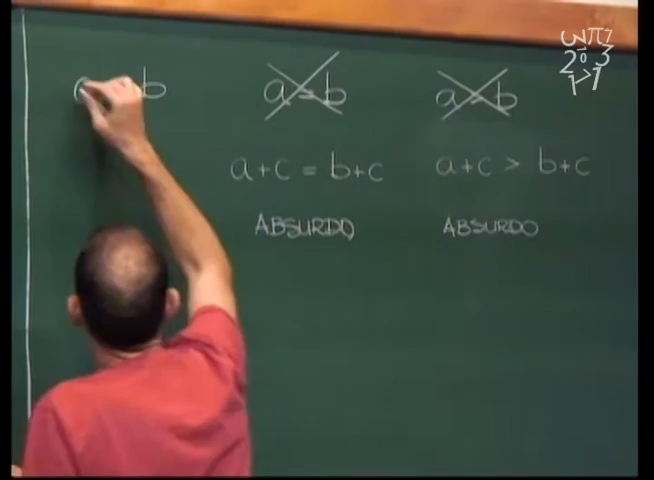 b
a = b
a > b
a+c = b+c
a+c > b+c
ABSURDO
ABSURDO